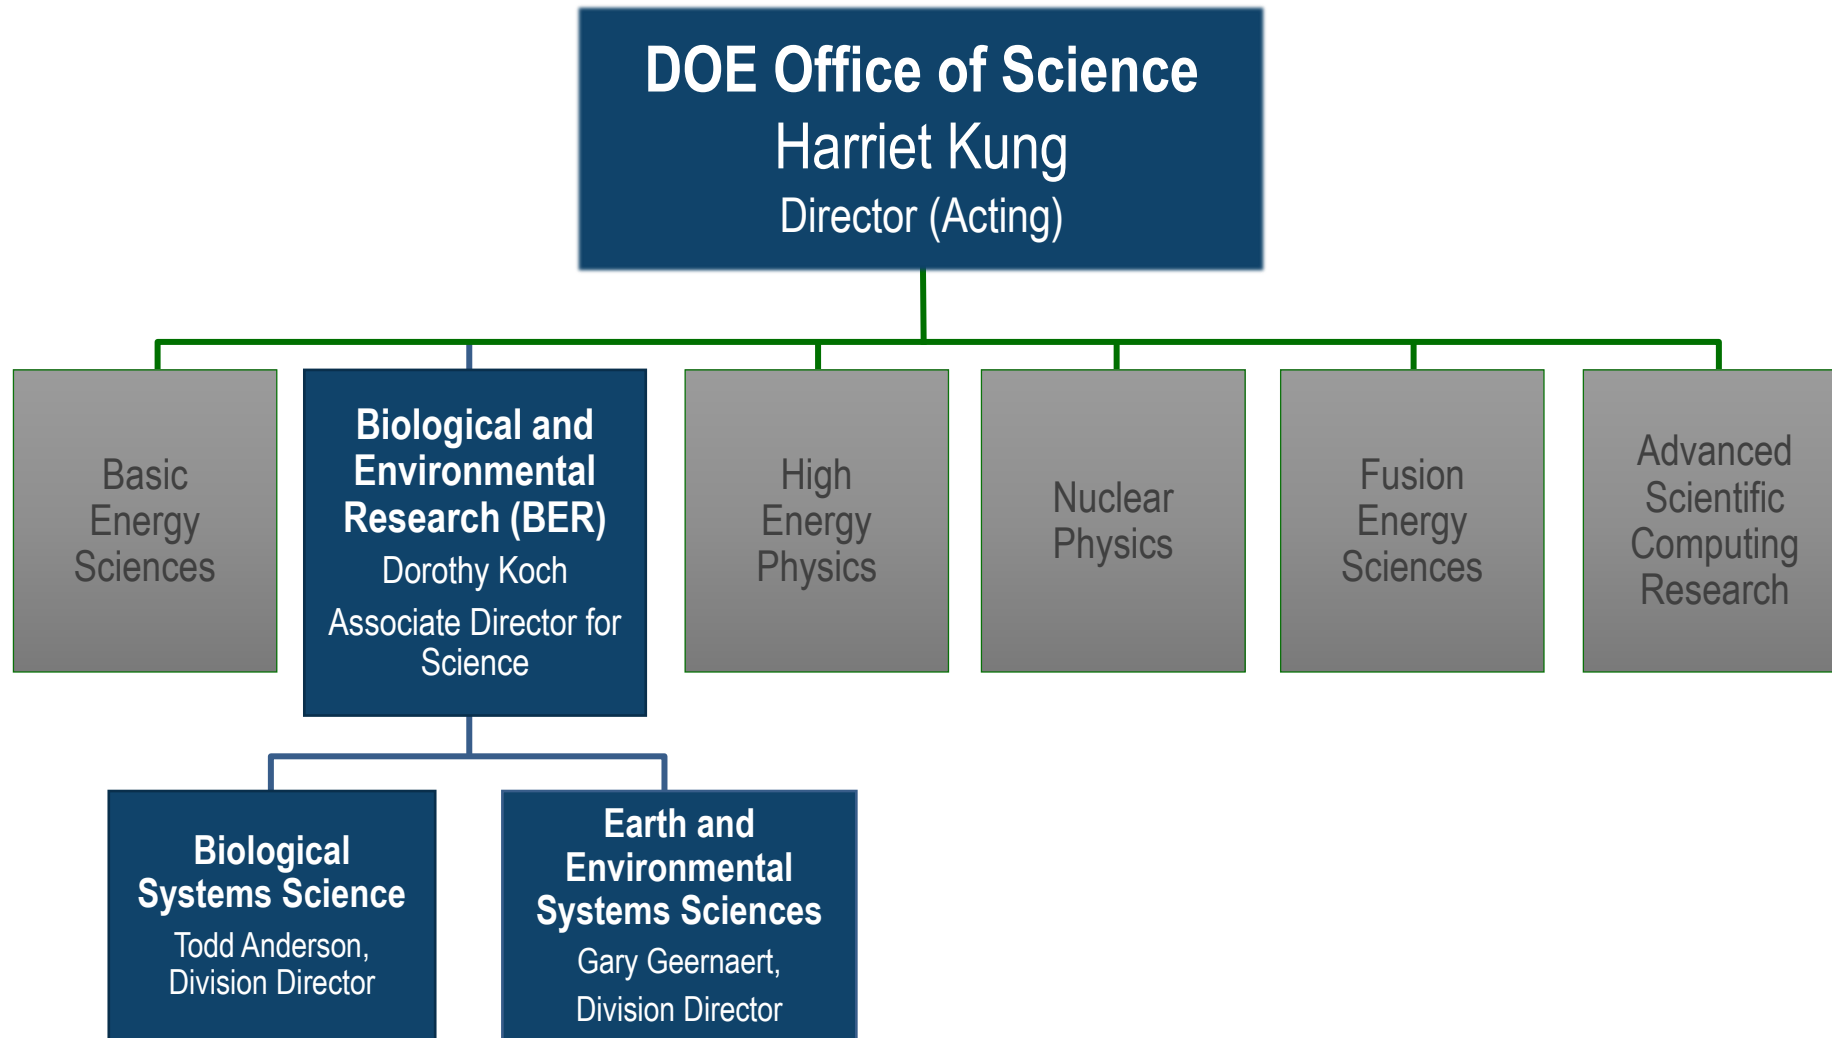 DOE Office of Science
Harriet Kung
Director (Acting)
Basic
Energy
Sciences
Biological and
Environmental
Research (BER)
Dorothy Koch
Associate Director for
Science
High
Energy
Physics
Nuclear
Physics
Fusion
Energy
Sciences
Advanced
Scientific
Computing
Research
Biological
Systems Science
Todd Anderson,
Division Director
Earth and
Environmental
Systems Sciences
Gary Geernaert,
Division Director